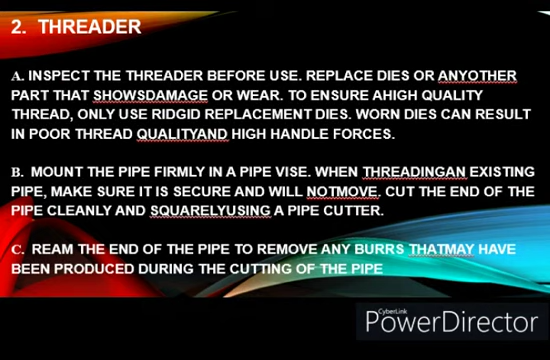 2. THREADER
A. INSPECT THE THREADER BEFORE USE. REPLACE DIES OR ANYOTHER
PART THAT SHOWSDAMAGE OR WEAR. TO ENSURE AHIGH QUALITY
THREAD, ONLY USE RIDGID REPLACEMENT DIES. WORN DIES CAN RESULT
IN POOR THREAD QUALITYAND HIGH HANDLE FORCES.
B. MOUNT THE PIPE FIRMLY IN A PIPE VISE. WHEN THREADINGAN EXISTING
PIPE, MAKE SURE IT IS SECURE AND WILL NOTMOVE. CUT THE END OF THE
PIPE CLEANLY AND SQUARELYUSING A PIPE CUTTER.
C. REAM THE END OF THE PIPE TO REMOVE ANY BURRS THATMAY HAVE
BEEN PRODUCED DURING THE CUTTING OF THE PIPE
CyberLink
PowerDirector